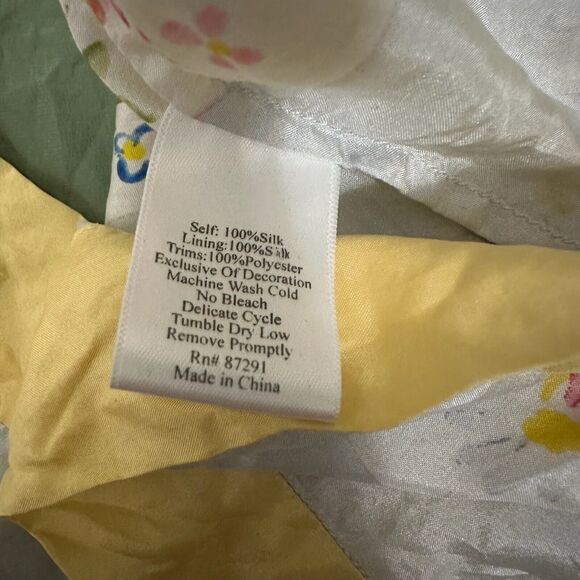 Self: 100%Silk
Lining:100%Silk
Trims:100%Polyester
Exclusive Of Decoration
Machine Wash Cold
No Bleach
Delicate Cycle
Tumble Dry Low
Remove Promptly
Rn# 87291
Made in China